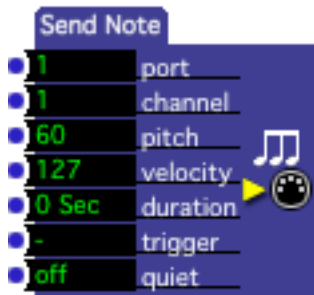 Send Note
1 port
1 channel
60 pitch
127 velocity
0 Sec duration
- trigger
off quiet